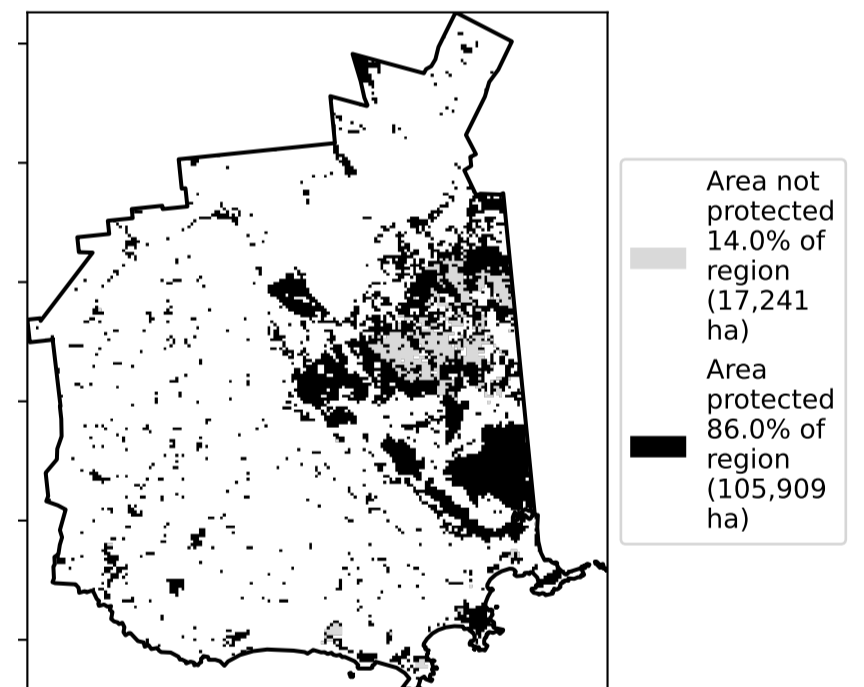 Area not
protected
14.0% of
region
(17,241
ha)
Area
protected
86.0% of
region
(105,909
ha)